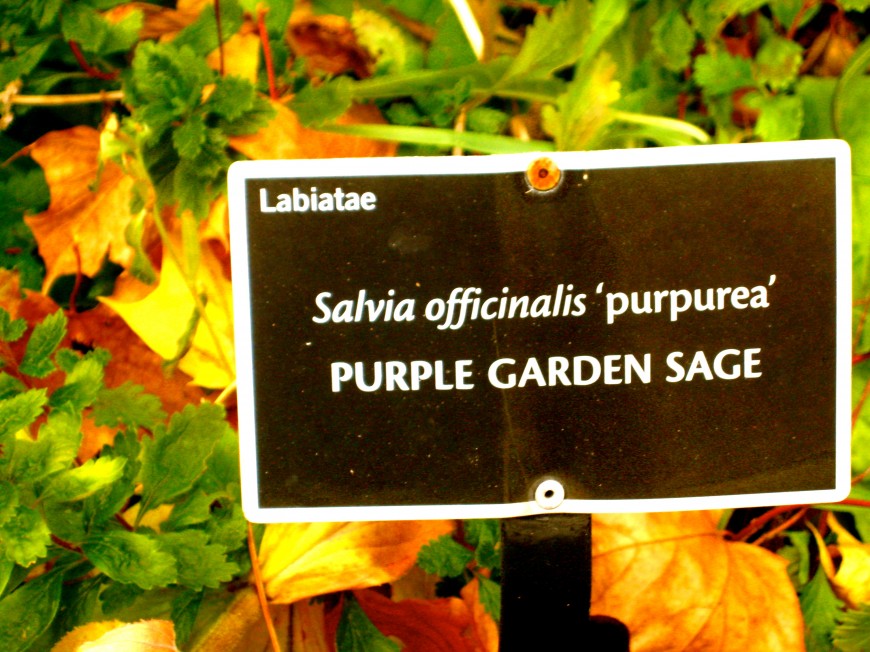 Labiatae
Salvia officinalis ‘purpurea’
PURPLE GARDEN SAGE